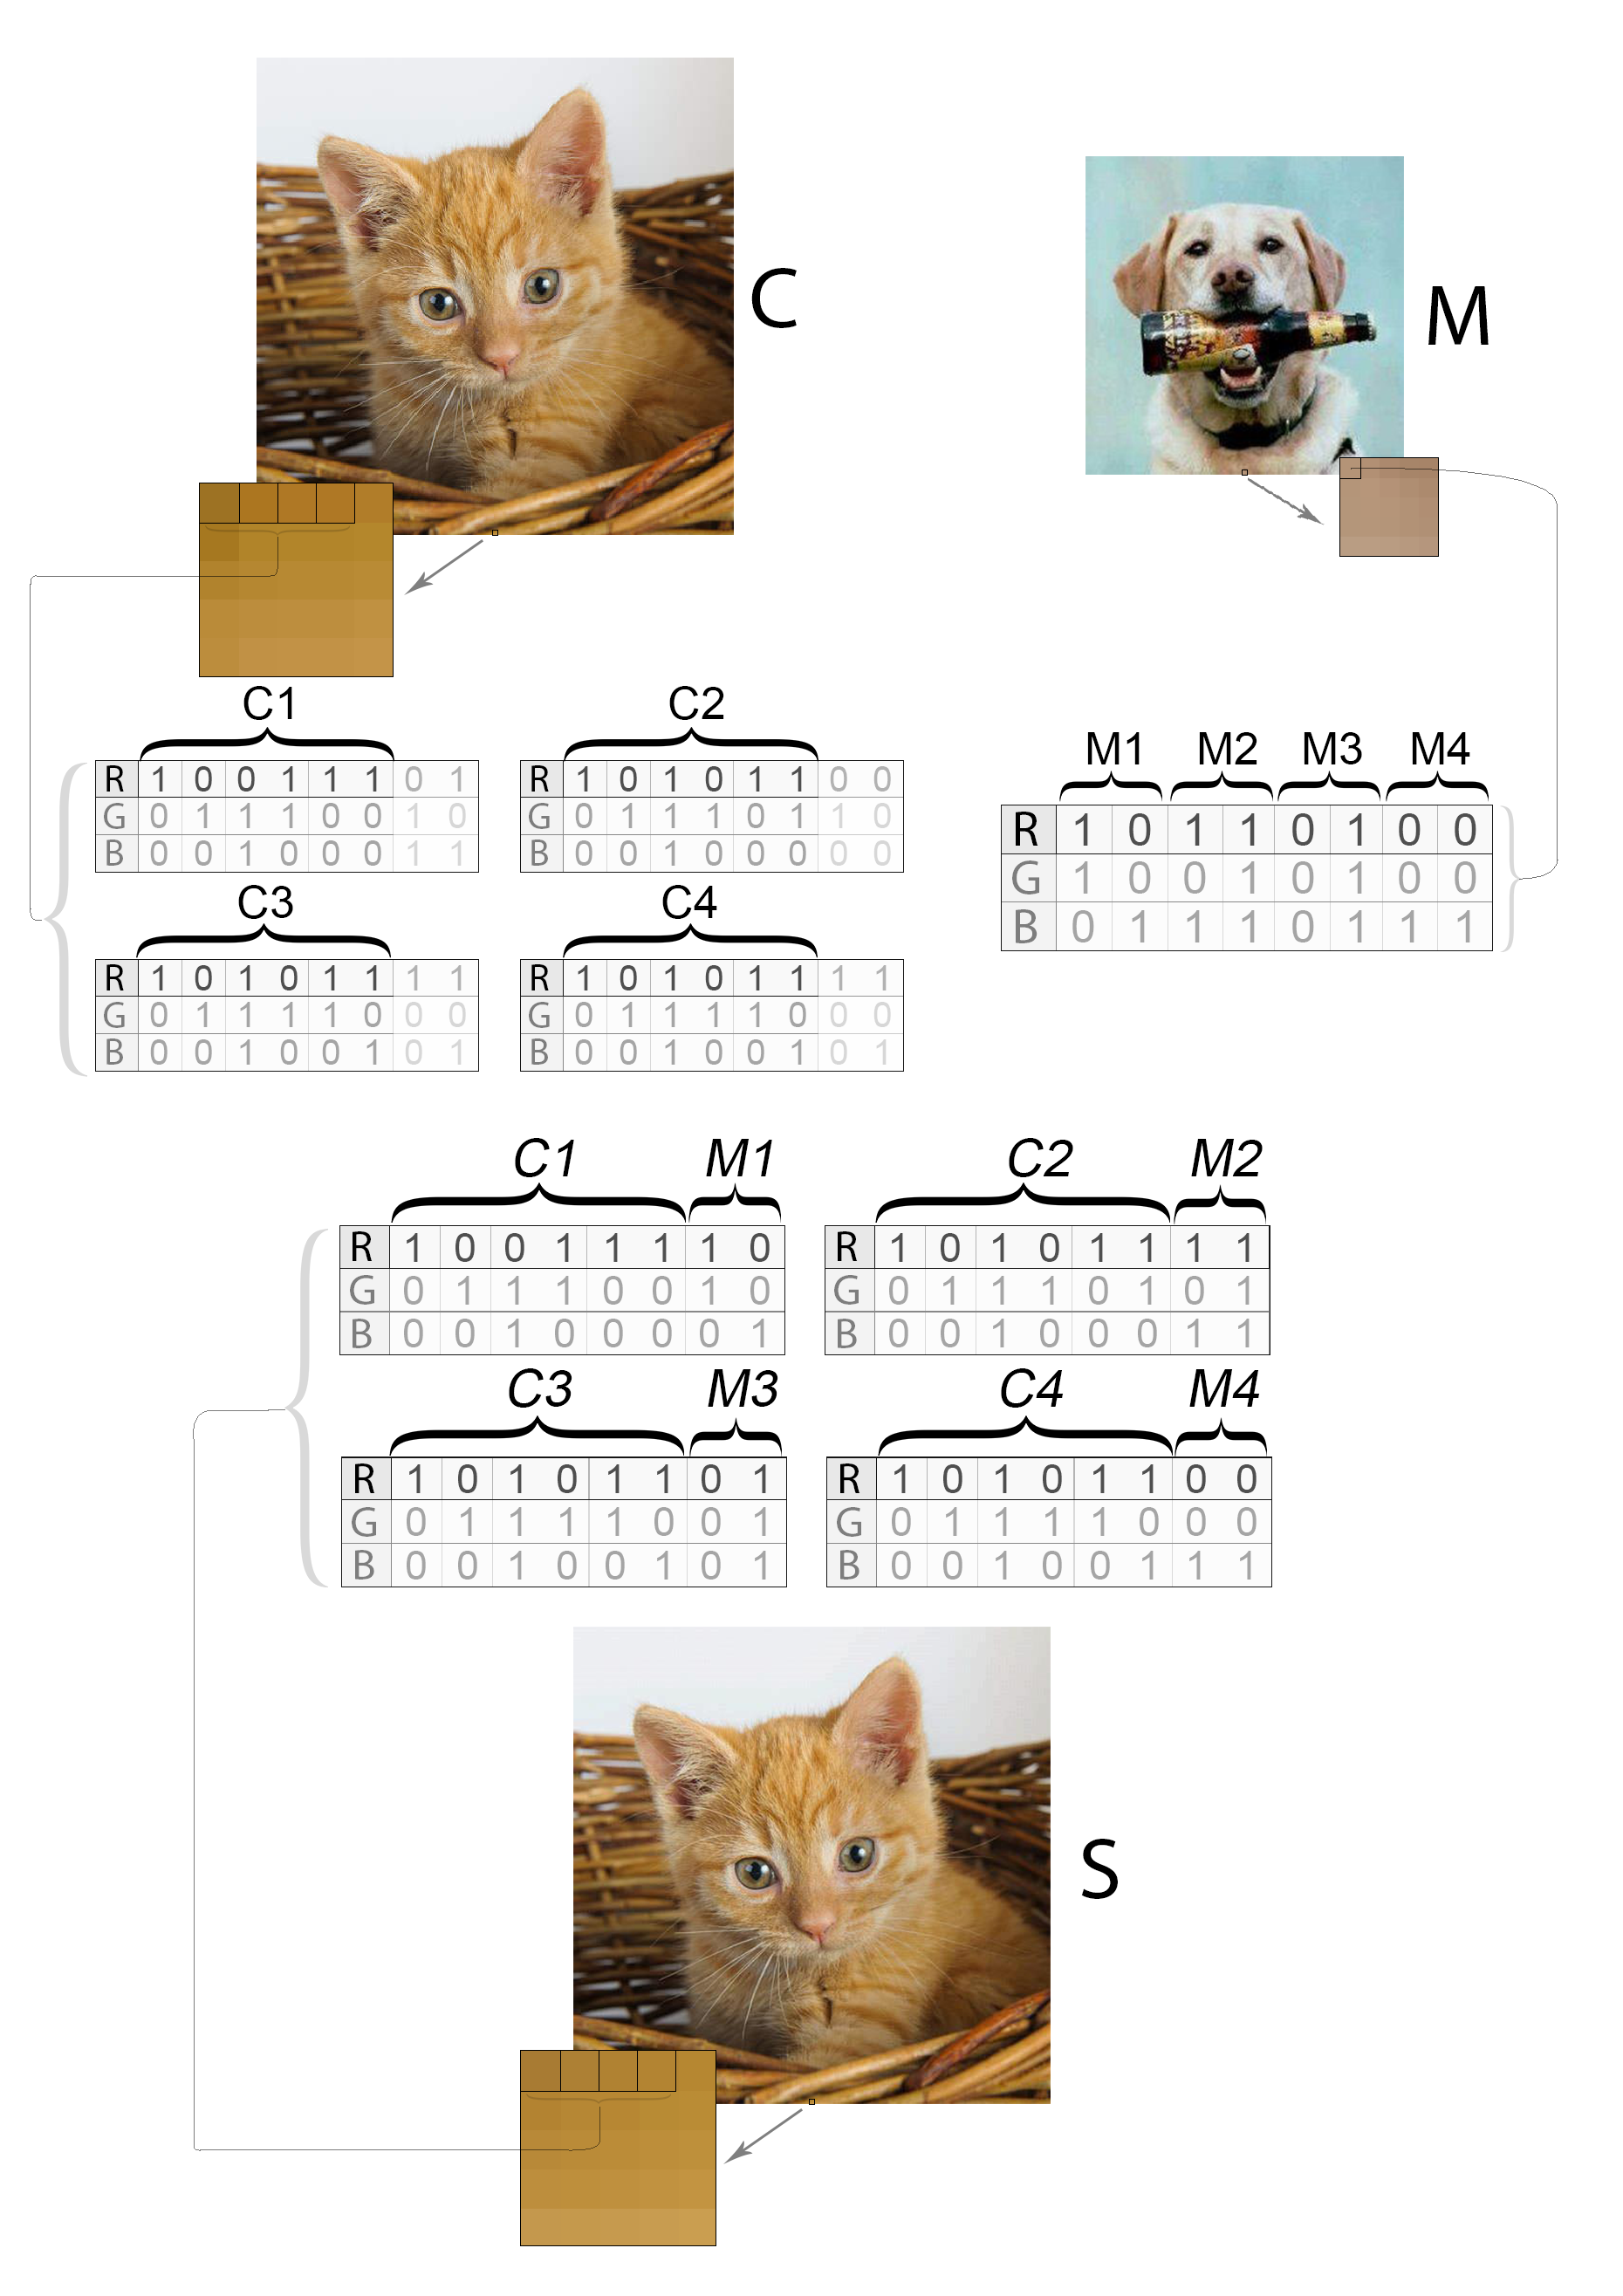 C
M
C1
R 1 0 0 1 1 1 0 1
G 0 1 1 1 0 0 1 0
B 0 0 1 0 0 0 1 1
C2
R 1 0 1 0 1 1 0 0
G 0 1 1 1 0 1 1 0
B 0 0 1 0 0 0 0 0
M1 M2 M3 M4
R 1 0 1 1 0 1 0 0
G 1 0 0 1 0 1 0 0
B 0 1 1 1 0 1 1 1
C3
R 1 0 1 0 1 1 1 1
G 0 1 1 1 1 0 0 0
B 0 0 1 0 0 1 0 1
C4
R 1 0 1 0 1 1 1 1
G 0 1 1 1 1 0 0 0
B 0 0 1 0 0 1 0 1
C1 M1
R 1 0 0 1 1 1 1 0
G 0 1 1 1 0 0 1 0
B 0 0 1 0 0 0 0 1
C2 M2
R 1 0 1 0 1 1 1 1
G 0 1 1 1 0 1 0 1
B 0 0 1 0 0 0 1 1
C3 M3
R 1 0 1 0 1 1 0 1
G 0 1 1 1 1 0 0 1
B 0 0 1 0 0 1 0 1
C4 M4
R 1 0 1 0 1 1 0 0
G 0 1 1 1 1 0 0 0
B 0 0 1 0 0 1 1 1
S